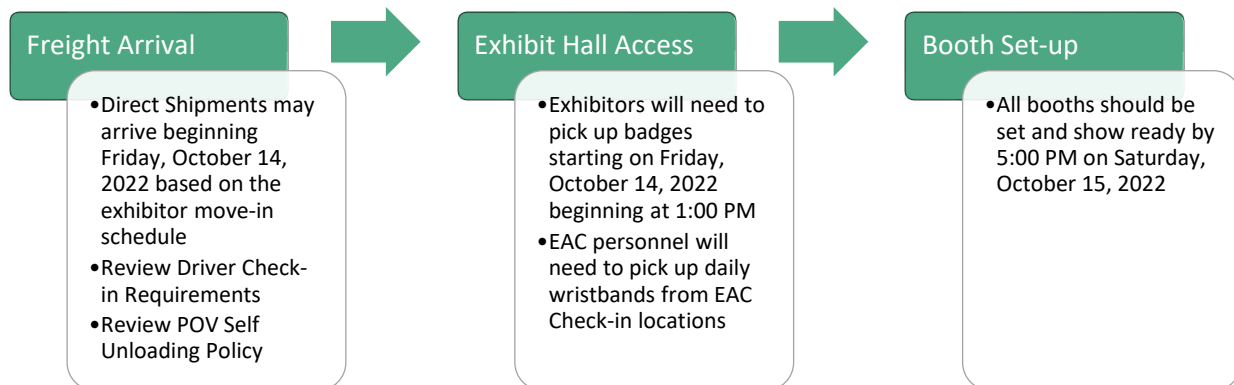 Freight Arrival
•Direct Shipments may
arrive beginning
Friday, October 14,
2022 based on the
exhibitor move-in
schedule
•Review Driver Check-
in Requirements
•Review POV Self
Unloading Policy
Exhibit Hall Access
•Exhibitors will need to
pick up badges
starting on Friday,
October 14, 2022
beginning at 1:00 PM
•EAC personnel will
need to pick up daily
wristbands from EAC
Check-in locations
Booth Set-up
•All booths should be
set and show ready by
5:00 PM on Saturday,
October 15, 2022